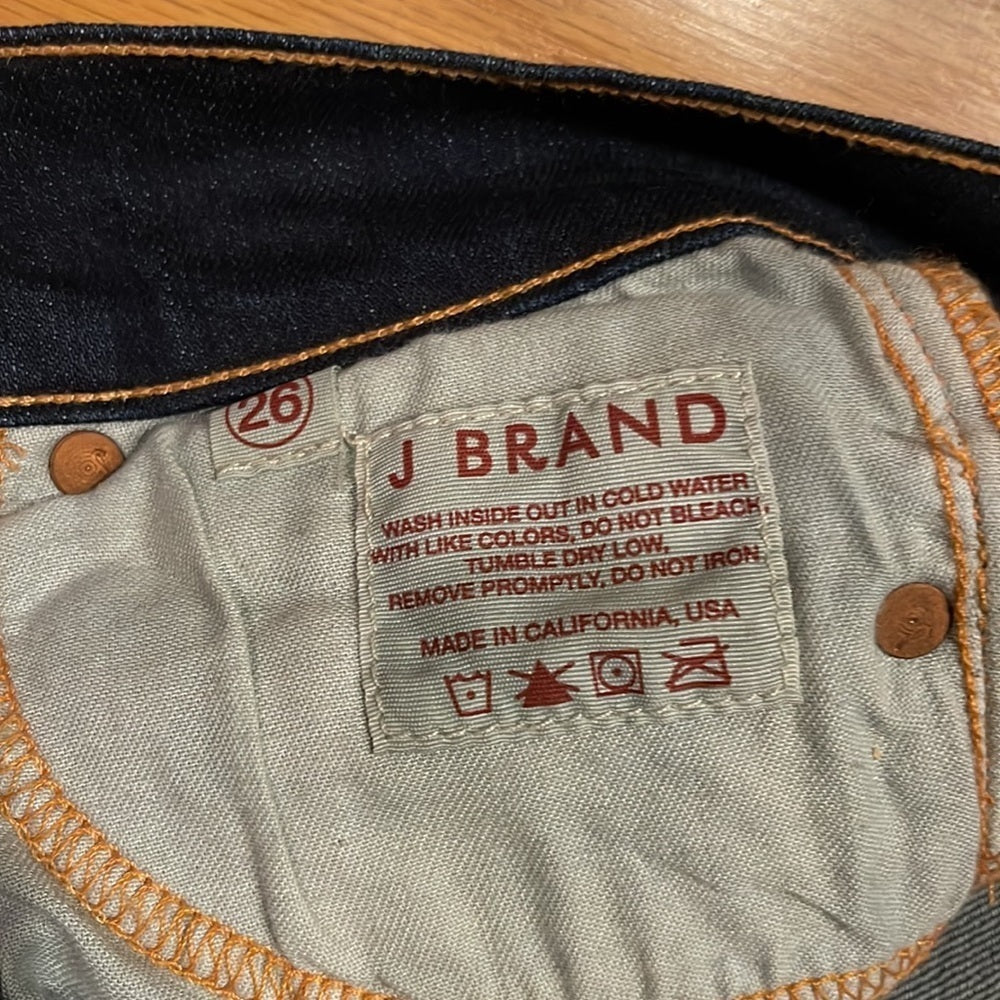 26
J BRAND
WASH INSIDE OUT IN COLD WATER
WITH LIKE COLORS, DO NOT BLEACH,
TUMBLE DRY LOW,
REMOVE PROMPTLY, DO NOT IRON
MADE IN CALIFORNIA, USA